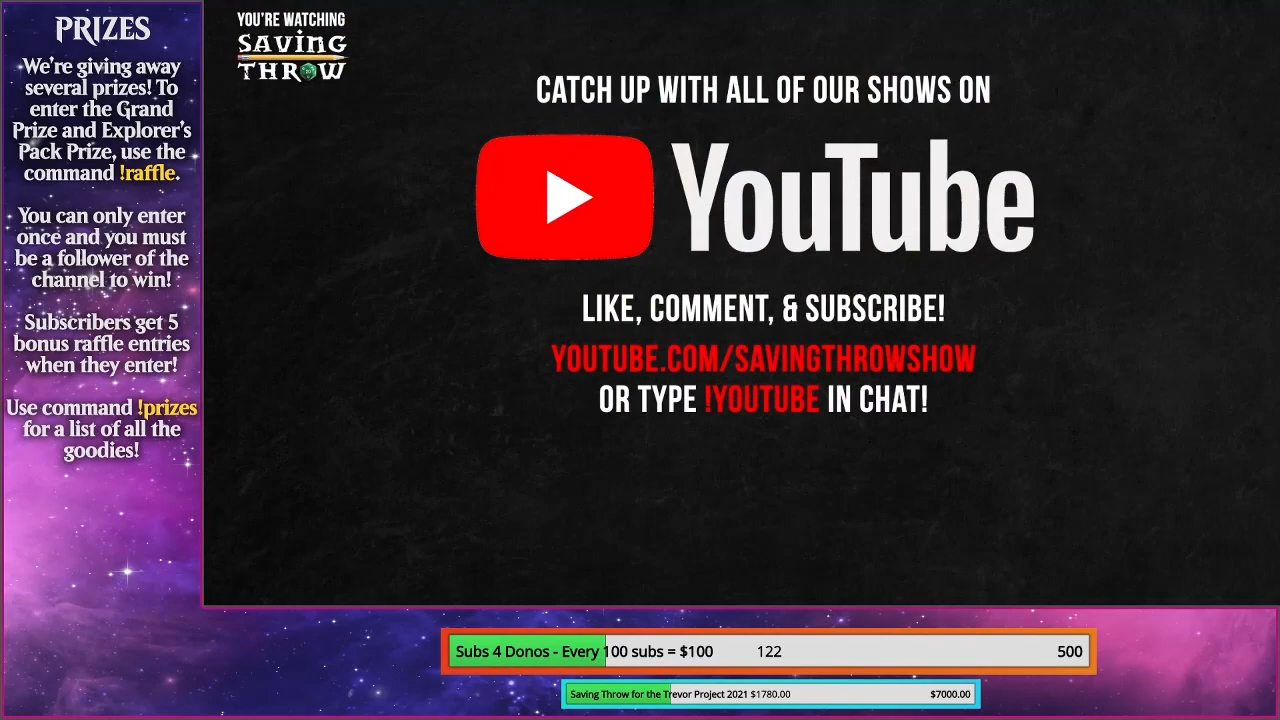 PRIZES
We're giving away
several prizes! To
enter the Grand
Prize and Explorer's
Pack Prize, use the
command !raffle.
You can only enter
once and you must
be a follower of the
channel to win!
Subscribers get 5
bonus raffle entries
when they enter!
Use command !prizes
for a list of all the
goodies!
YOU'RE WATCHING
SAVING
THROW
CATCH UP WITH ALL OF OUR SHOWS ON
YouTube
LIKE, COMMENT, & SUBSCRIBE!
YOUTUBE.COM/SAVINGTHROWSHOW
OR TYPE !YOUTUBE IN CHAT!
Subs 4 Donos - Every 100 subs = $100 122 500
Saving Throw for the Trevor Project 2021 $1780.00 $7000.00